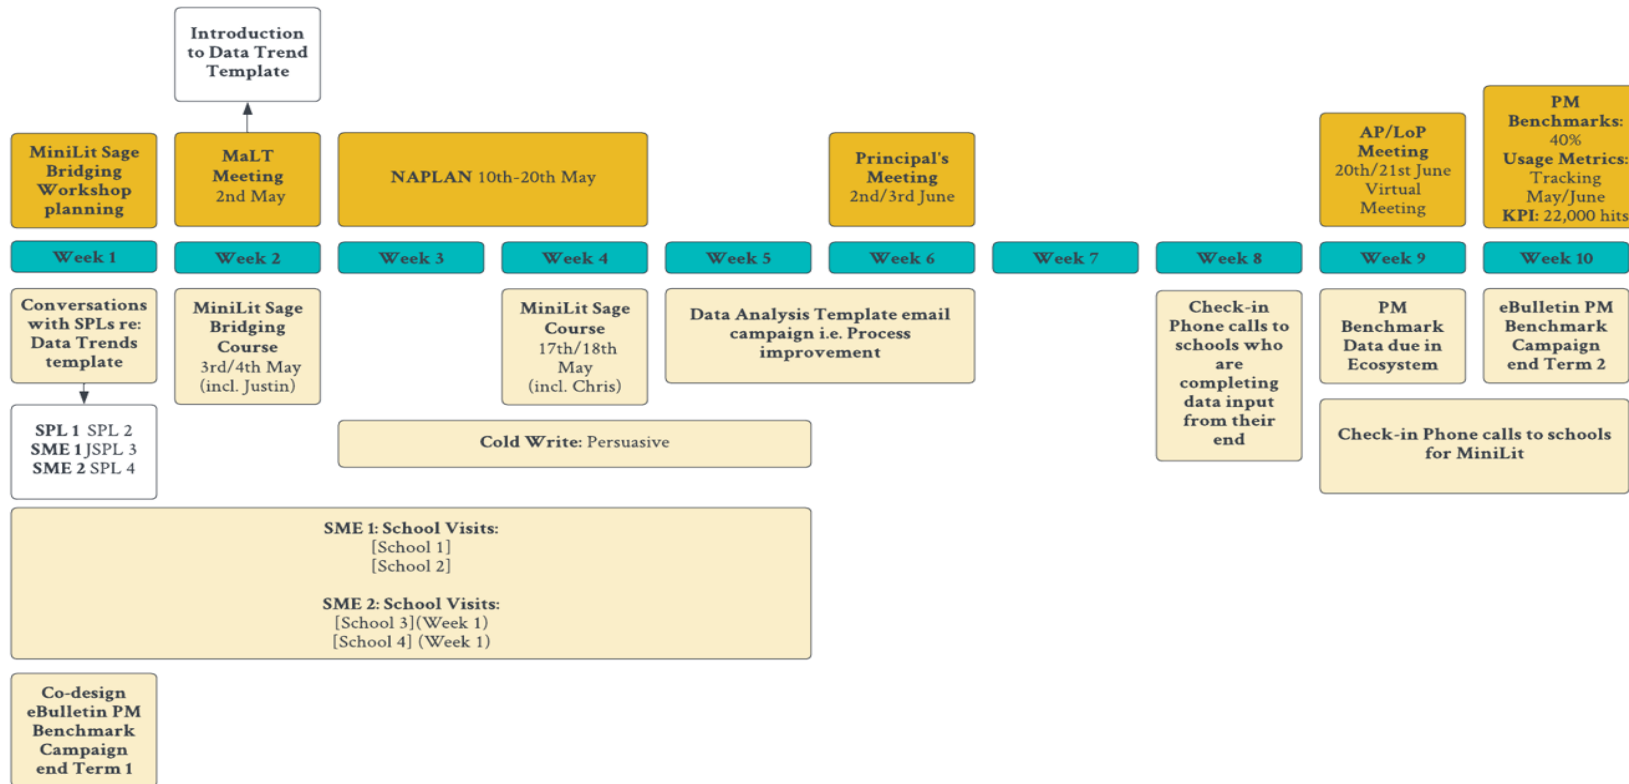 Introduction
to Data Trend
Template
MiniLit Sage
Bridging
Workshop
planning
MaLT
Meeting
2nd May
NAPLAN 10th-20th May
Principal's
Meeting
2nd/3rd June
AP/LoP
Meeting
20th/21st June
Virtual
Meeting
PM
Benchmarks:
40%
Usage Metrics:
Tracking
May/June
KPI: 22,000 hits
Week 1
Week 2
Week 3
Week 4
Week 5
Week 6
Week 7
Week 8
Week 9
Week 10
Conversations
with SPLs re:
Data Trends
template
MiniLit Sage
Bridging
Course
3rd/4th May
(incl. Justin)
MiniLit Sage
Course
17th/18th
May
(incl. Chris)
Data Analysis Template email
campaign i.e. Process
improvement
Check-in
Phone calls to
schools who
are
completing
data input
from their
end
PM
Benchmark
Data due in
Ecosystem
eBulletin PM
Benchmark
Campaign
end Term 2
SPL 1 SPL 2
SME 1 JSPL 3
SME 2 SPL 4
Cold Write: Persuasive
Check-in Phone calls to schools
for MiniLit
SME 1: School Visits:
[School 1]
[School 2]
SME 2: School Visits:
[School 3](Week 1)
[School 4] (Week 1)
Co-design
eBulletin PM
Benchmark
Campaign
end Term 1